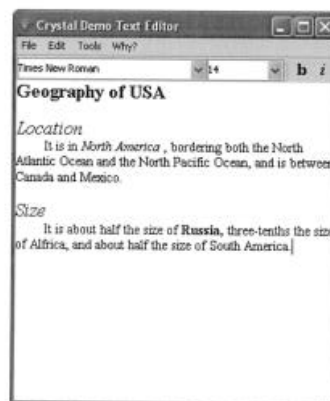 Crystal Demo Text Editor
File Edit Tools Why?
Times New Roman 14 b i
Geography of USA
Location
It is in North America , bordering both the North
Atlantic Ocean and the North Pacific Ocean, and is between
Canada and Mexico.
Size
It is about half the size of Russia, three-tenths the size
of Alfrica, and about half the size of South America.